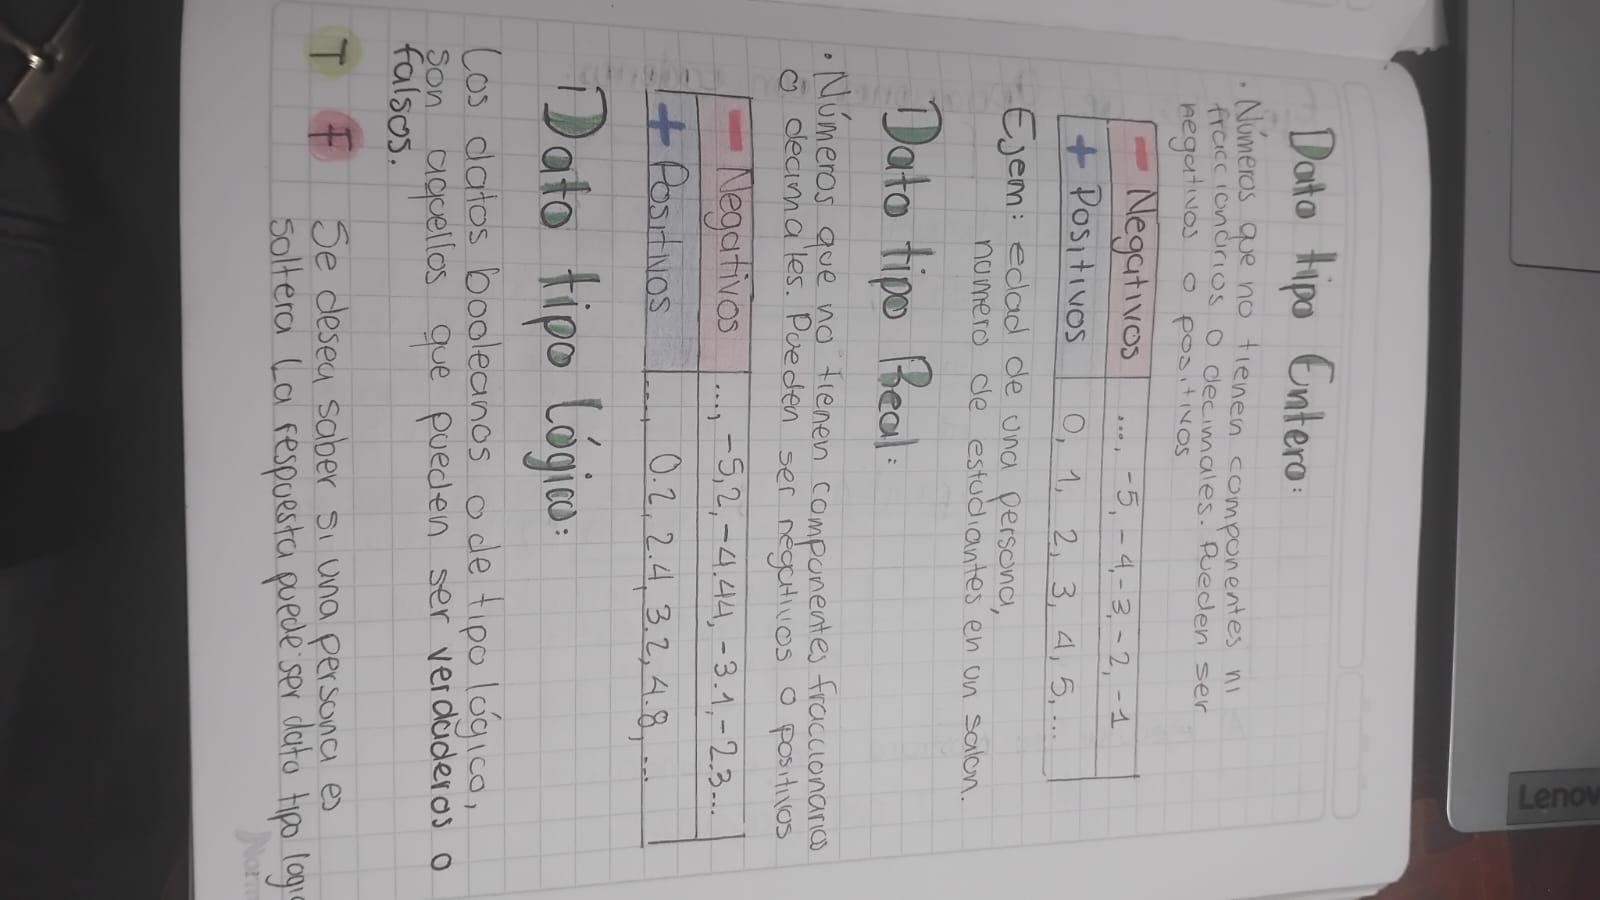 Dato tipo Entero:
• Números que no tienen componentes ni
fraccionarios o decimales. Pueden ser
negativos o positivos
- Negativos ..., -5, -4, -3, -2, -1
+ Positivos 0, 1, 2, 3, 4, 5, ...
Ejem: edad de una persona,
numero de estudiantes en un salon.
Dato tipo Real:
• Números que no tienen componentes fraccionarios
o decimales. Pueden ser negativos o positivos
- Negativos ..., -5,2, -4.44, -3.1, -2.3...
+ Positivos ..., 0.2, 2.4, 3.2, 4.8, ...
Dato tipo Lógico:
Los datos booleanos o de tipo lógico,
son aquellos que pueden ser verdaderos o
falsos.
T F Se desea saber si una persona es
soltera La respuesta puede ser dato tipo logic
Lenov
Norm